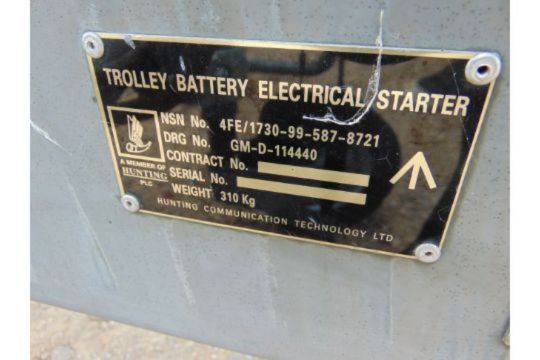 TROLLEY BATTERY ELECTRICAL STARTER
NSN No. 4FE/1730-99-587-8721
DRG No. GM-D-114440
CONTRACT No.
SERIAL No.
WEIGHT 310 Kg
A MEMBER OF
HUNTING
PLC
HUNTING COMMUNICATION TECHNOLOGY LTD